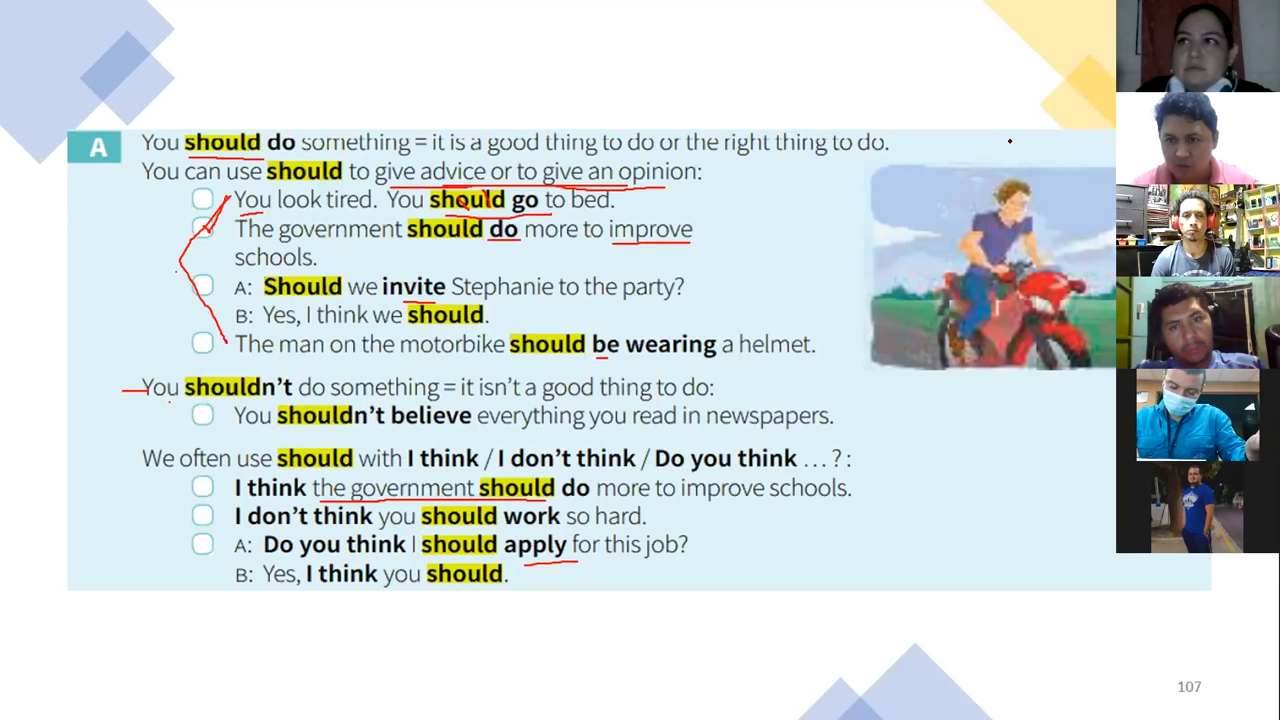 A
You should do something = it is a good thing to do or the right thing to do.
You can use should to give advice or to give an opinion:
You look tired. You should go to bed.
The government should do more to improve
schools.
A: Should we invite Stephanie to the party?
B: Yes, I think we should.
The man on the motorbike should be wearing a helmet.
You shouldn't do something = it isn't a good thing to do:
You shouldn't believe everything you read in newspapers.
We often use should with I think / I don't think / Do you think … ? :
I think the government should do more to improve schools.
I don't think you should work so hard.
A: Do you think I should apply for this job?
B: Yes, I think you should.
107